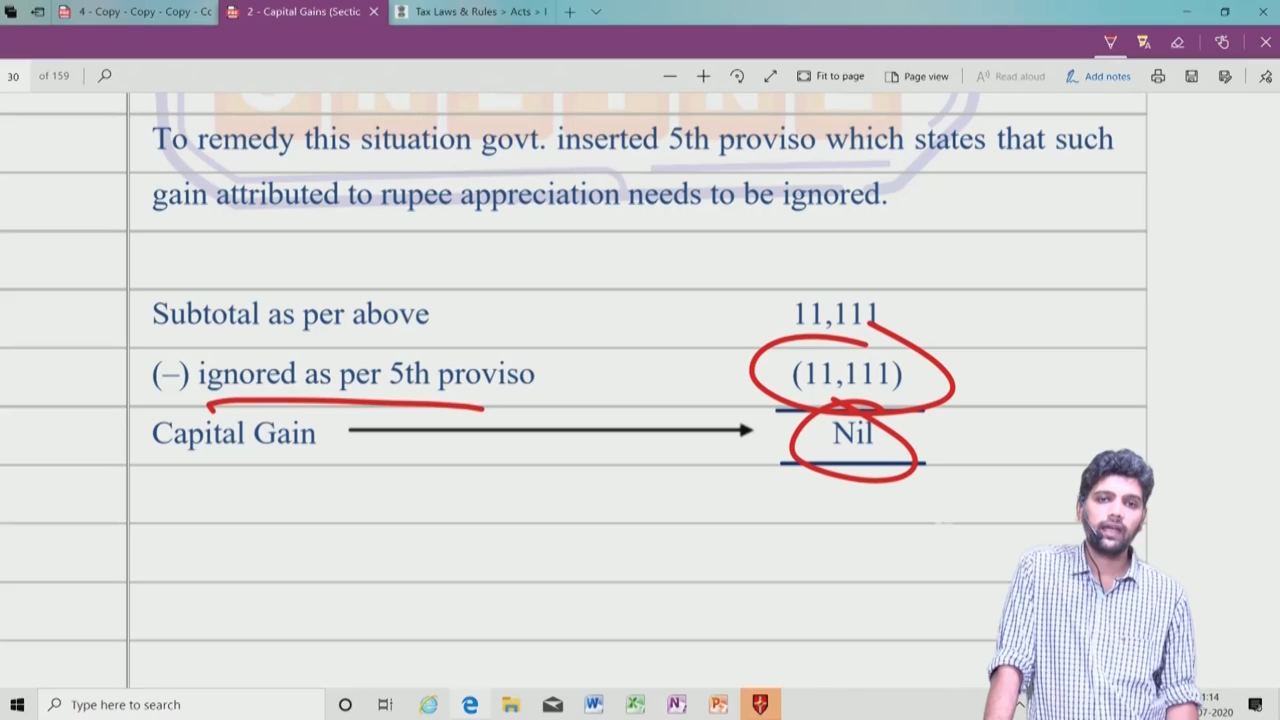 4 - Copy - Copy - Copy - Cc
2 - Capital Gains (Sectic
Tax Laws & Rules > Acts > I
30 of 159
Fit to page
Page view
Read aloud
Add notes
To remedy this situation govt. inserted 5th proviso which states that such
gain attributed to rupee appreciation needs to be ignored.
Subtotal as per above 11,111
(–) ignored as per 5th proviso (11,111)
Capital Gain Nil
Type here to search
1:14
07-2020